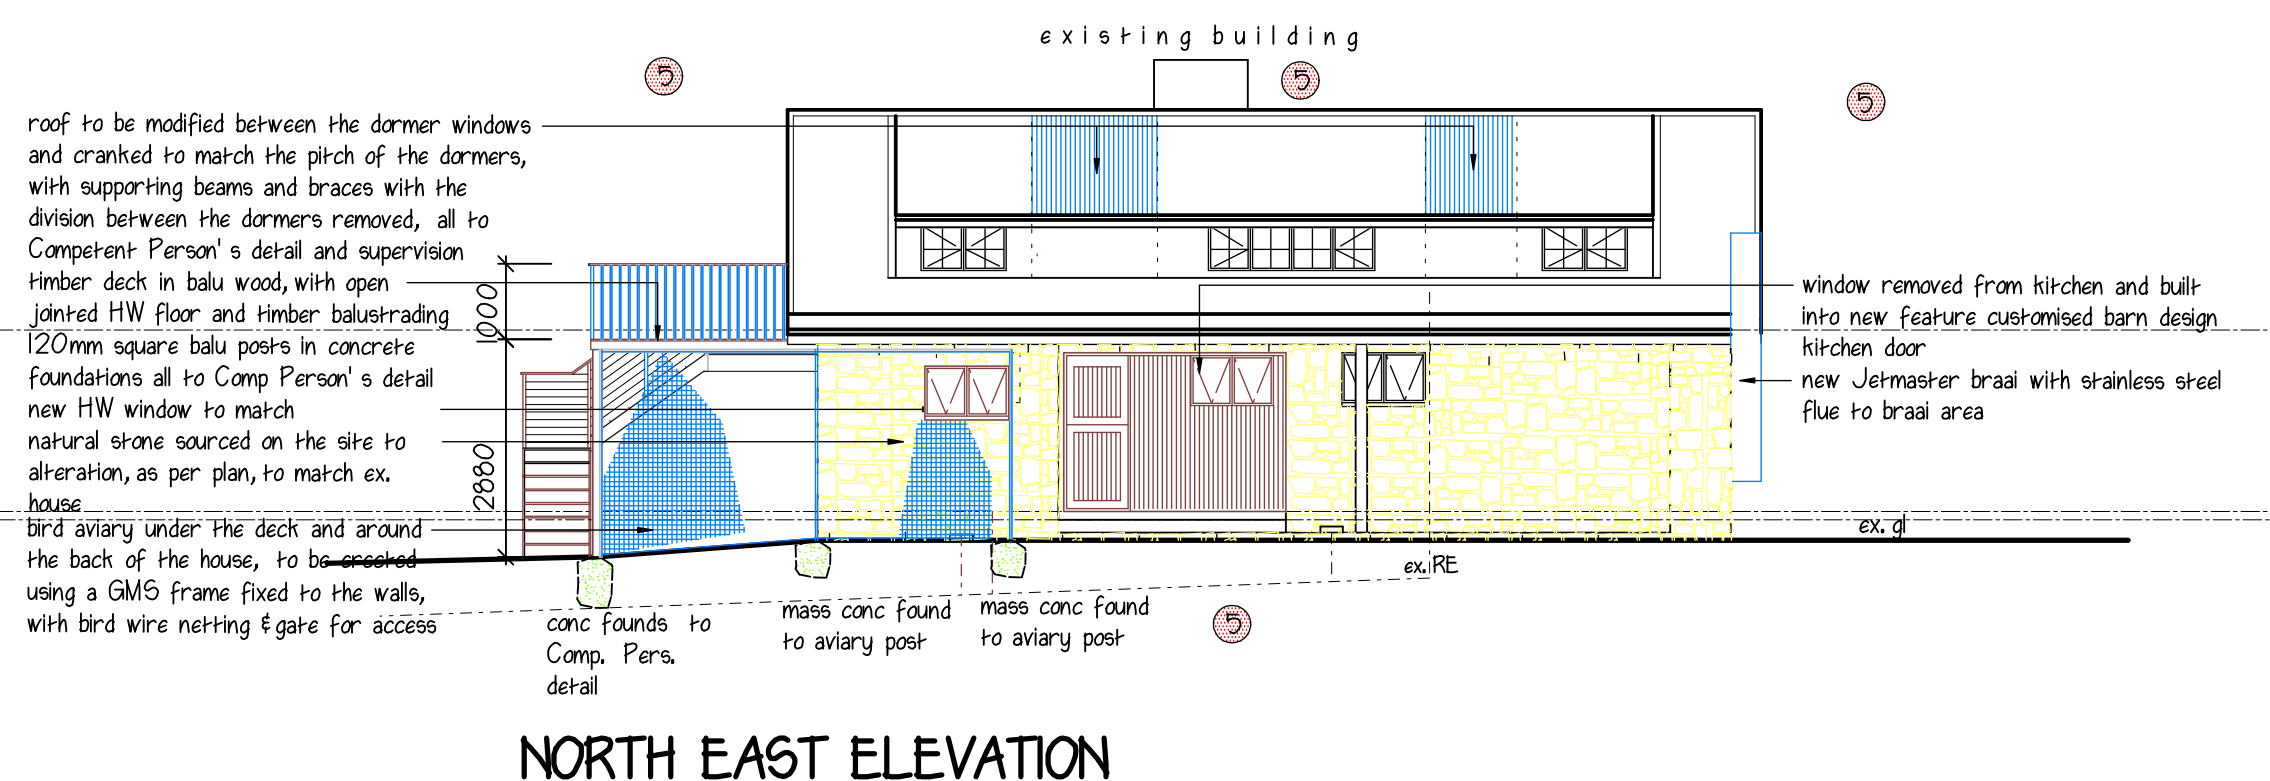 existing building
5
5
5
roof to be modified between the dormer windows
and cranked to match the pitch of the dormers,
with supporting beams and braces with the
division between the dormers removed, all to
Competent Person's detail and supervision
timber deck in balu wood, with open
jointed HW floor and timber balustrading
120mm square balu posts in concrete
foundations all to Comp Person's detail
new HW window to match
natural stone sourced on the site to
alteration, as per plan, to match ex.
house
bird aviary under the deck and around
the back of the house, to be erected
using a GMS frame fixed to the walls,
with bird wire netting & gate for access
1000
2880
window removed from kitchen and built
into new feature customised barn design
kitchen door
new Jetmaster braai with stainless steel
flue to braai area
ex. gl
ex. RE
conc founds to
Comp. Pers.
detail
mass conc found
to aviary post
mass conc found
to aviary post
5
NORTH EAST ELEVATION